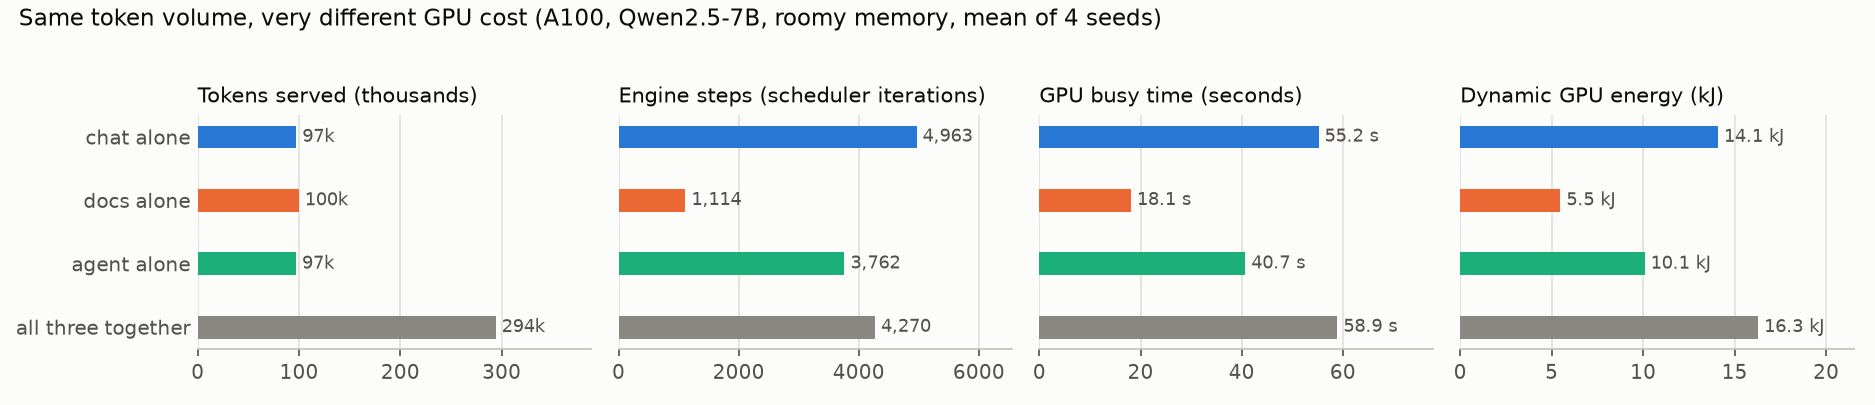 Same token volume, very different GPU cost (A100, Qwen2.5-7B, roomy memory, mean of 4 seeds)
Tokens served (thousands)
chat alone 97k
docs alone 100k
agent alone 97k
all three together 294k
0 100 200 300
Engine steps (scheduler iterations)
4,963
1,114
3,762
4,270
0 2000 4000 6000
GPU busy time (seconds)
55.2 s
18.1 s
40.7 s
58.9 s
0 20 40 60
Dynamic GPU energy (kJ)
14.1 kJ
5.5 kJ
10.1 kJ
16.3 kJ
0 5 10 15 20